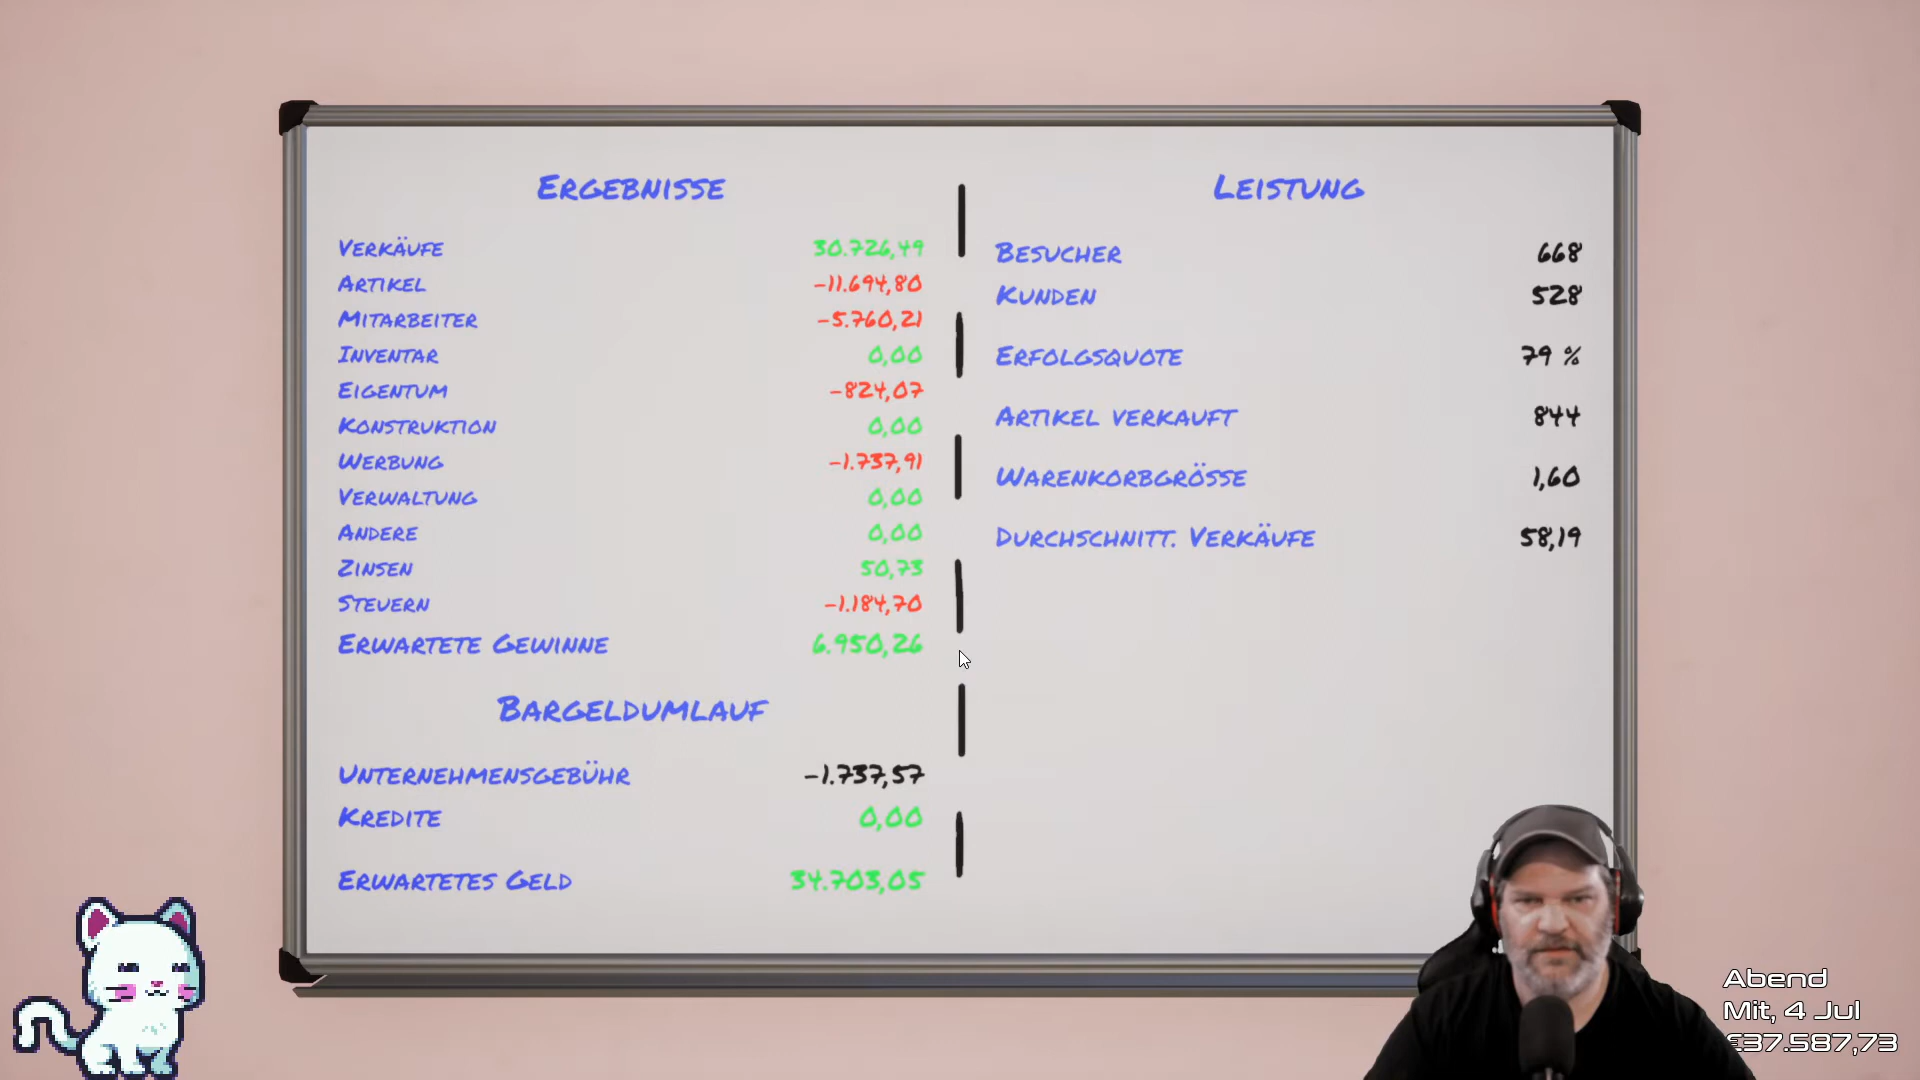 ERGEBNISSE
VERKÄUFE 30.726,49
ARTIKEL -11.694,80
MITARBEITER -5.760,21
INVENTAR 0,00
EIGENTUM -824,07
KONSTRUKTION 0,00
WERBUNG -1.737,91
VERWALTUNG 0,00
ANDERE 0,00
ZINSEN 50,73
STEUERN -1.184,70
ERWARTETE GEWINNE 6.950,26
BARGELDUMLAUF
UNTERNEHMENSGEBÜHR -1.737,57
KREDITE 0,00
ERWARTETES GELD 34.703,05
LEISTUNG
BESUCHER 668
KUNDEN 528
ERFOLGSQUOTE 79 %
ARTIKEL VERKAUFT 844
WARENKORBGRÖSSE 1,60
DURCHSCHNITT. VERKÄUFE 58,19
Abend
Mit, 4 Jul
£37.587,73